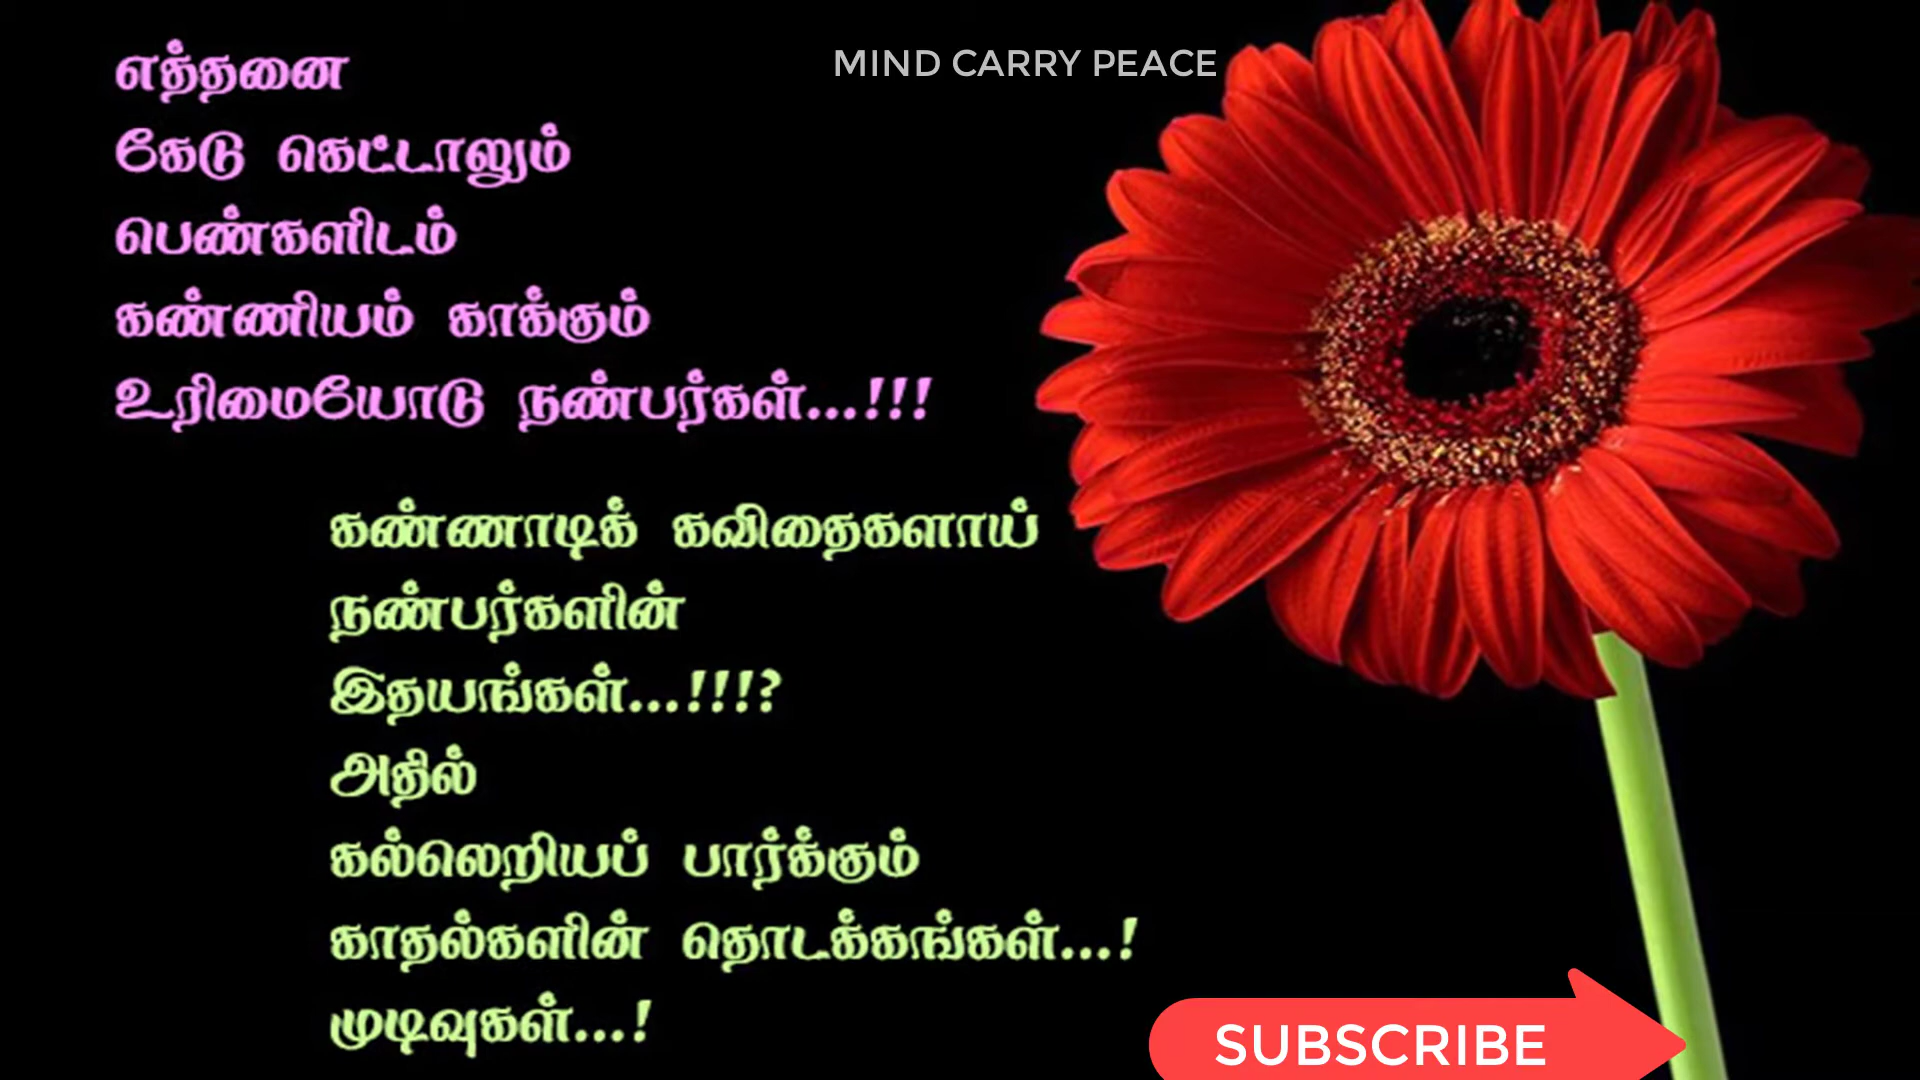 MIND CARRY PEACE
எத்தனை
கேடு கெட்டாலும்
பெண்களிடம்
கண்ணியம் காக்கும்
உரிமையோடு நண்பர்கள்...!!!
கண்ணாடிக் கவிதைகளாய்
நண்பர்களின்
இதயங்கள்...!!!?
அதில்
கல்லெறியப் பார்க்கும்
காதல்களின் தொடக்கங்கள்...!
முடிவுகள்...!
SUBSCRIBE